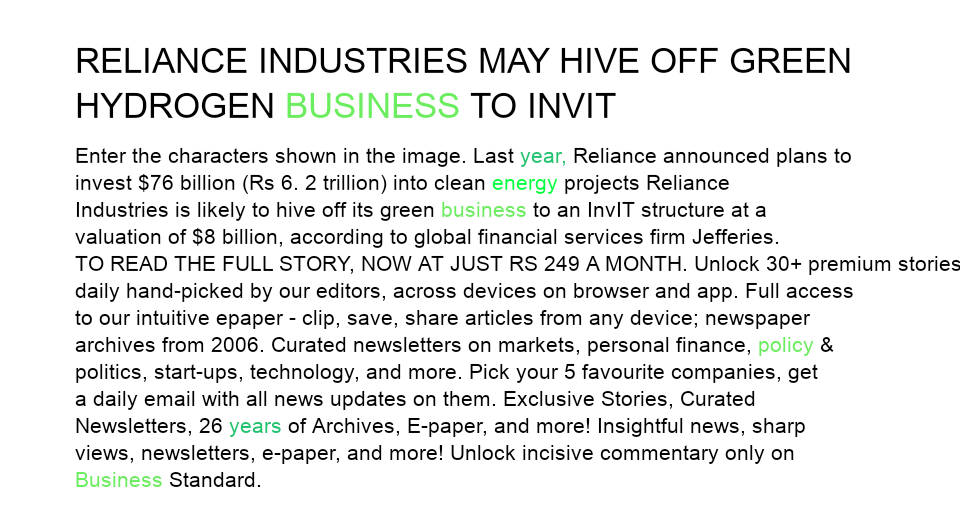 RELIANCE INDUSTRIES MAY HIVE OFF GREEN
HYDROGEN BUSINESS TO INVIT
Enter the characters shown in the image. Last year, Reliance announced plans to
invest $76 billion (Rs 6. 2 trillion) into clean energy projects Reliance
Industries is likely to hive off its green business to an InvIT structure at a
valuation of $8 billion, according to global financial services firm Jefferies.
TO READ THE FULL STORY, NOW AT JUST RS 249 A MONTH. Unlock 30+ premium stories
daily hand-picked by our editors, across devices on browser and app. Full access
to our intuitive epaper - clip, save, share articles from any device; newspaper
archives from 2006. Curated newsletters on markets, personal finance, policy &
politics, start-ups, technology, and more. Pick your 5 favourite companies, get
a daily email with all news updates on them. Exclusive Stories, Curated
Newsletters, 26 years of Archives, E-paper, and more! Insightful news, sharp
views, newsletters, e-paper, and more! Unlock incisive commentary only on
Business Standard.